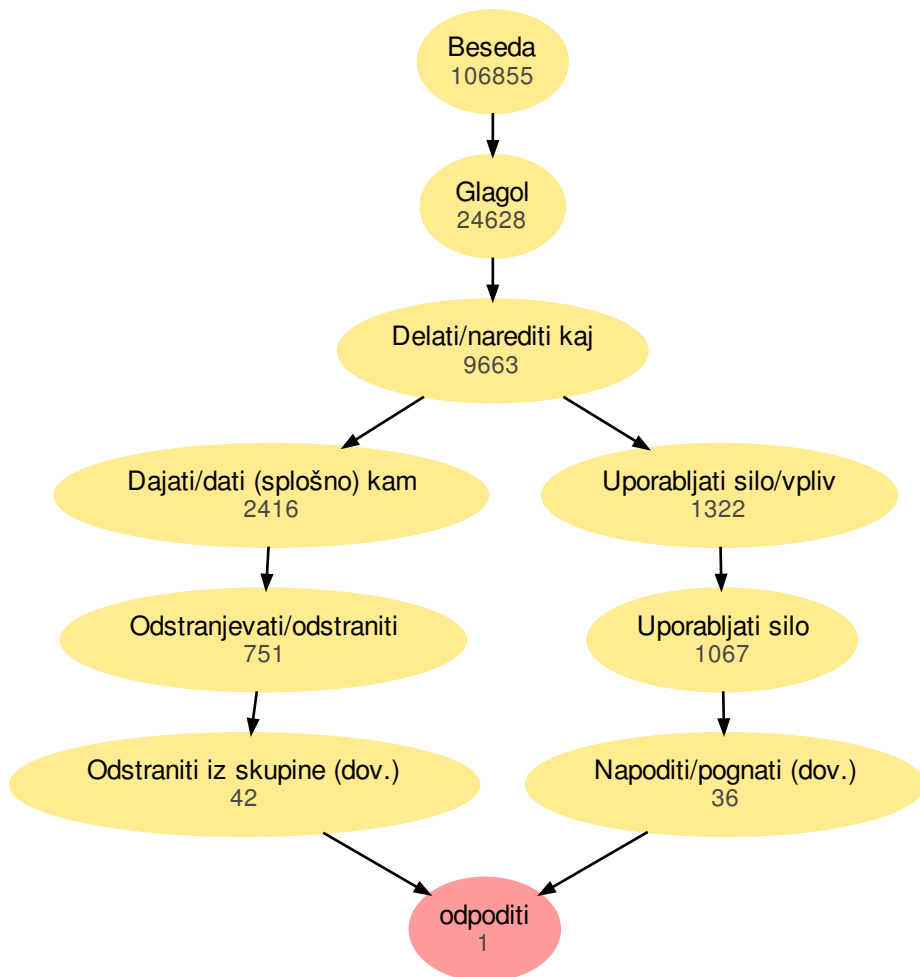 Beseda
106855
Glagol
24628
Delati/narediti kaj
9663
Dajati/dati (splošno) kam
2416
Uporabljati silo/vpliv
1322
Odstranjevati/odstraniti
751
Uporabljati silo
1067
Odstraniti iz skupine (dov.)
42
Napoditi/pognati (dov.)
36
odpoditi
1